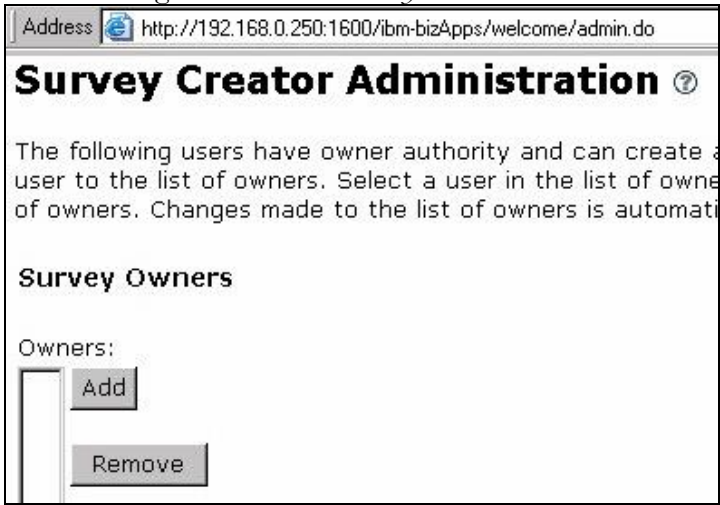 Address http://192.168.0.250:1600/ibm-bizApps/welcome/admin.do
Survey Creator Administration ?
The following users have owner authority and can create
user to the list of owners. Select a user in the list of
of owners. Changes made to the list of owners is
Survey Owners
Owners:
Add
Remove